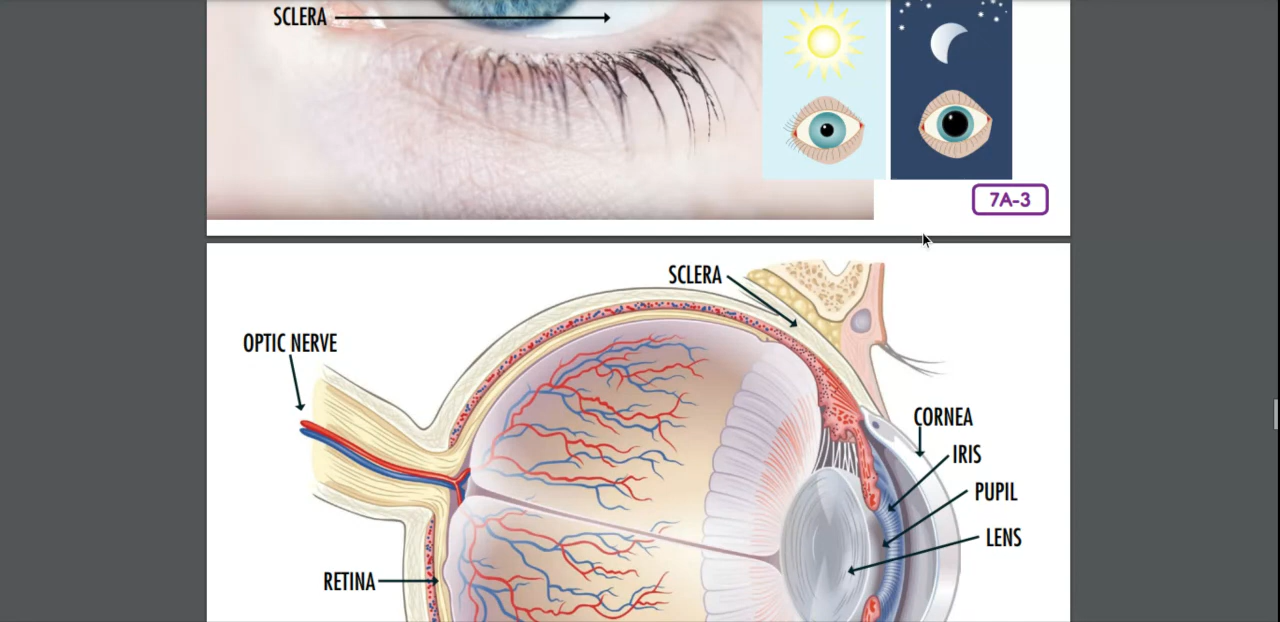 SCLERA
7A-3
SCLERA
OPTIC NERVE
CORNEA
IRIS
PUPIL
LENS
RETINA